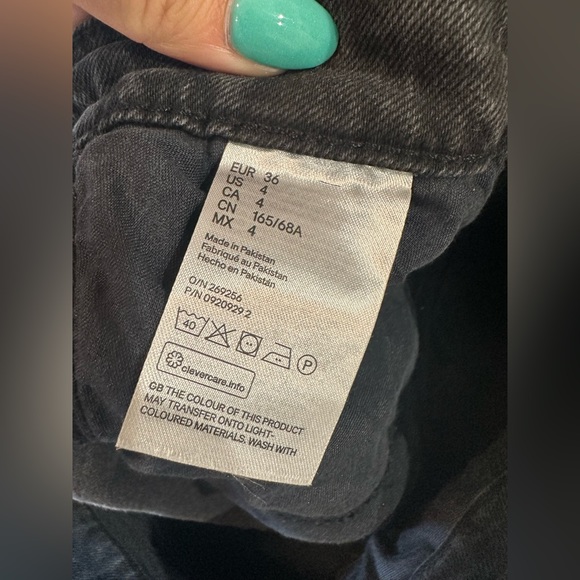 EUR 36
US 4
CA 4
CN 165/68A
MX 4
Made in Pakistan
Fabriqué au Pakistan
Hecho en Pakistán
O/N 269256
P/N 0920929 2
40
P
clevercare.info
GB THE COLOUR OF THIS PRODUCT
MAY TRANSFER ONTO LIGHT-
COLOURED MATERIALS. WASH WITH